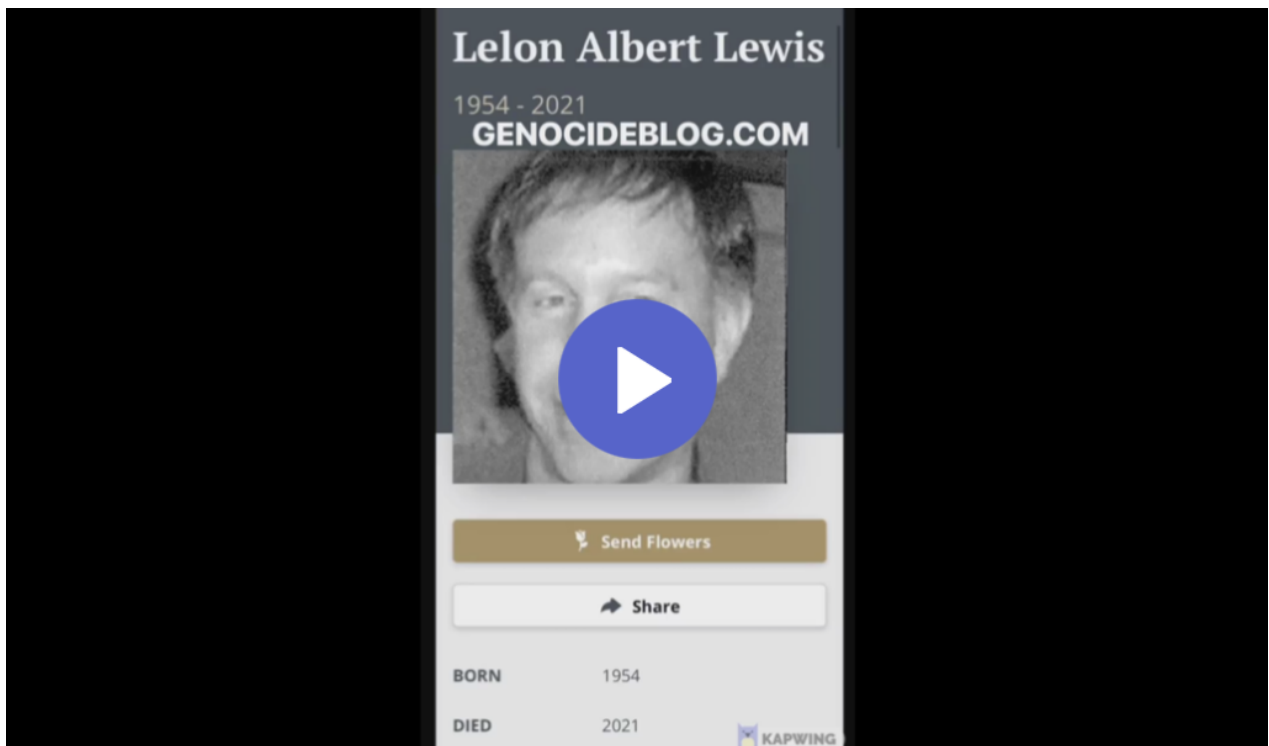 Lelon Albert Lewis
1954 - 2021
GENOCIDEBLOG.COM
Send Flowers
Share
BORN 1954
DIED 2021
KAPWING